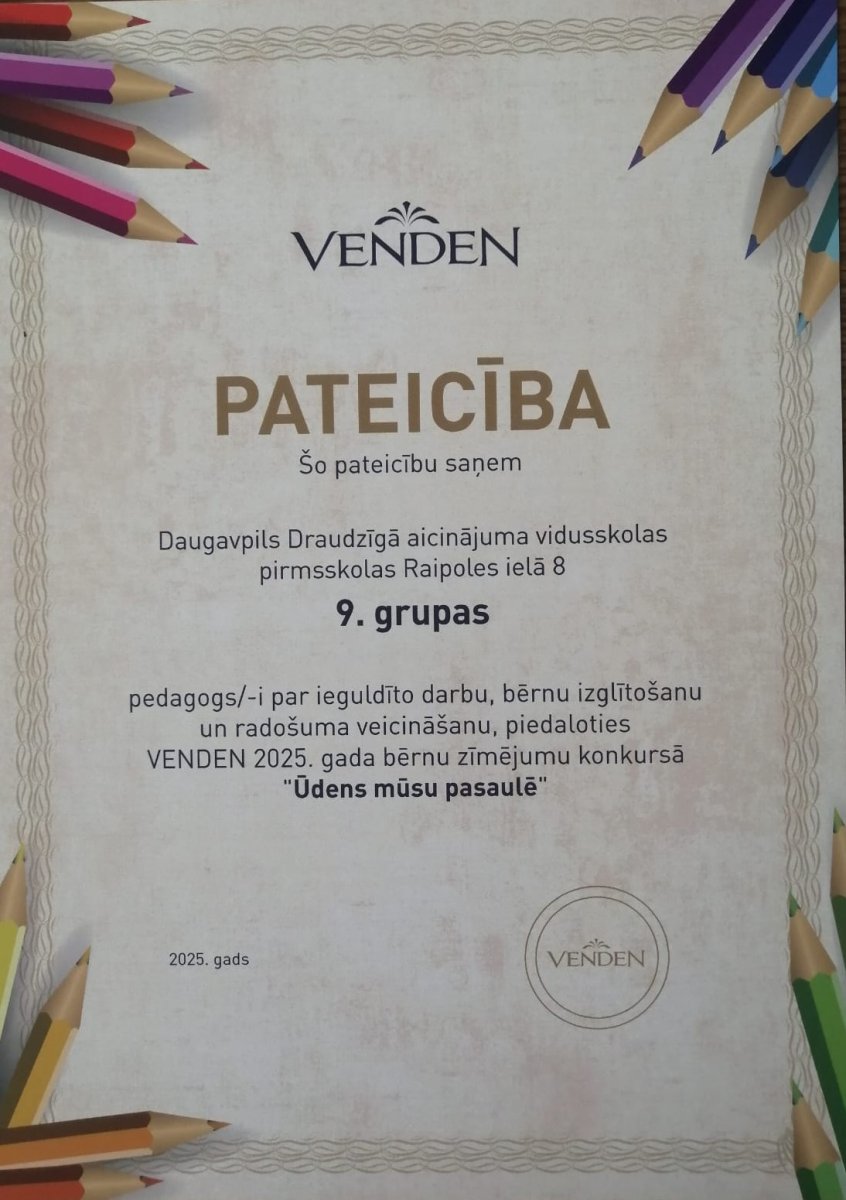 VENDEN
PATEICĪBA
Šo pateicību saņem
Daugavpils Draudzīgā aicinājuma vidusskolas
pirmsskolas Raipoles ielā 8
9. grupas
pedagogs/-i par ieguldīto darbu, bērnu izglītošanu
un radošuma veicināšanu, piedaloties
VENDEN 2025. gada bērnu zīmējumu konkursā
"Ūdens mūsu pasaulē"
2025. gads
VENDEN